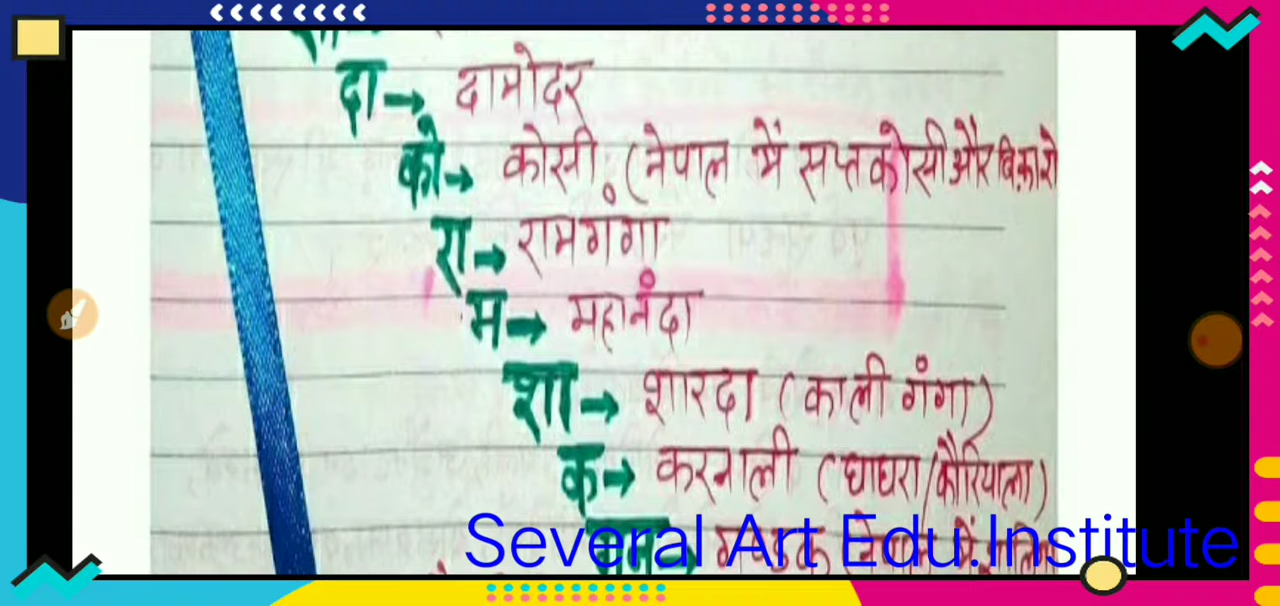 दा→ दामोदर
को→ कोसी. (नेपाल में सप्तकोसी और
रा→ रामगंगा
म→ महानंदा
शा→ शारदा (काली गंगा)
क→ करनाली (घाघरा/कौरियाला)
Several Art Edu.Institute